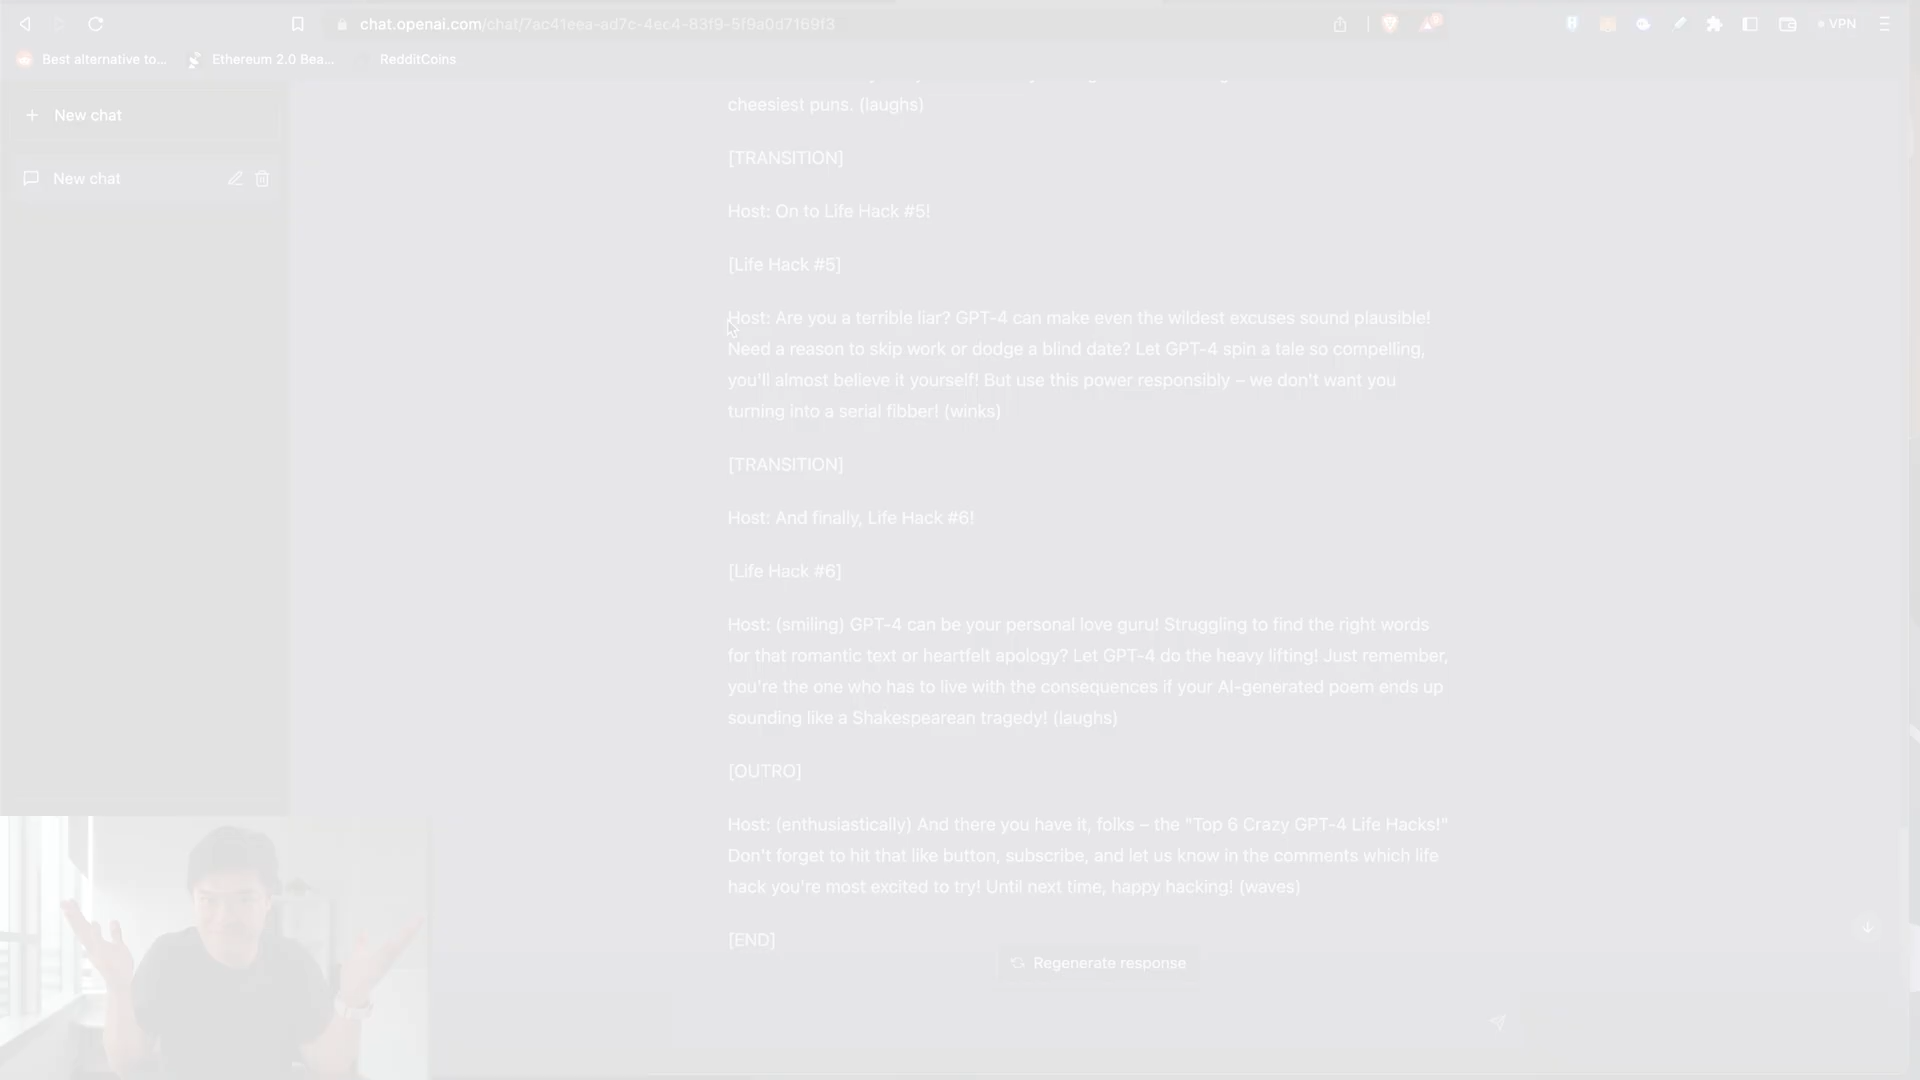 chat.openai.com/chat/7ac41eea-ad7c-4ec4-83f9-5f9a0d7169f3
VPN
Best alternative to...
Ethereum 2.0 Bea...
RedditCoins
New chat
New chat
cheesiest puns. (laughs)
[TRANSITION]
Host: On to Life Hack #5!
[Life Hack #5]
Host: Are you a terrible liar? GPT-4 can make even the wildest excuses sound plausible!
Need a reason to skip work or dodge a blind date? Let GPT-4 spin a tale so compelling,
you'll almost believe it yourself! But use this power responsibly – we don't want you
turning into a serial fibber! (winks)
[TRANSITION]
Host: And finally, Life Hack #6!
[Life Hack #6]
Host: (smiling) GPT-4 can be your personal love guru! Struggling to find the right words
for that romantic text or heartfelt apology? Let GPT-4 do the heavy lifting! Just remember,
you're the one who has to live with the consequences if your AI-generated poem ends up
sounding like a Shakespearean tragedy! (laughs)
[OUTRO]
Host: (enthusiastically) And there you have it, folks – the "Top 6 Crazy GPT-4 Life Hacks!"
Don't forget to hit that like button, subscribe, and let us know in the comments which life
hack you're most excited to try! Until next time, happy hacking! (waves)
[END]
Regenerate response